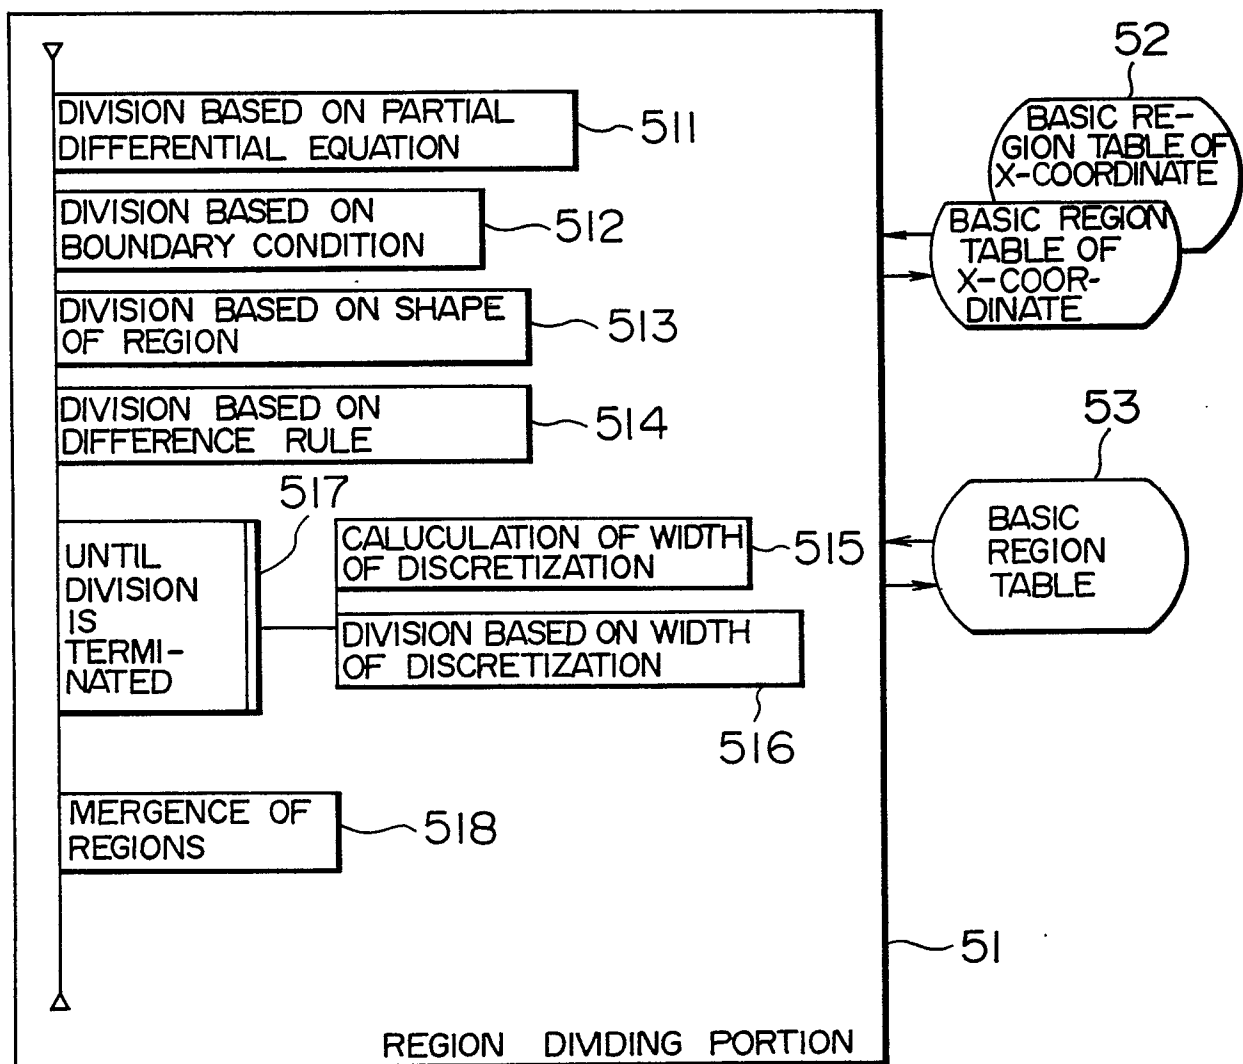 52
DIVISION BASED ON PARTIAL
DIFFERENTIAL EQUATION
511
BASIC RE-
GION TABLE OF
X-COORDINATE
DIVISION BASED ON
BOUNDARY CONDITION
512
BASIC REGION
TABLE OF
X-COOR-
DINATE
DIVISION BASED ON SHAPE
OF REGION
513
DIVISION BASED ON
DIFFERENCE RULE
514
53
517
UNTIL
DIVISION
IS
TERMI-
NATED
CALUCULATION OF WIDTH
OF DISCRETIZATION
515
BASIC
REGION
TABLE
DIVISION BASED ON WIDTH
OF DISCRETIZATION
516
MERGENCE OF
REGIONS
518
51
REGION DIVIDING PORTION